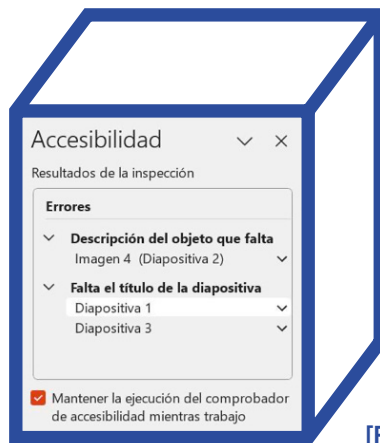 Accesibilidad
Resultados de la inspección
Errores
Descripción del objeto que falta
Imagen 4 (Diapositiva 2)
Falta el título de la diapositiva
Diapositiva 1
Diapositiva 3
Mantener la ejecución del comprobador
de accesibilidad mientras trabajo